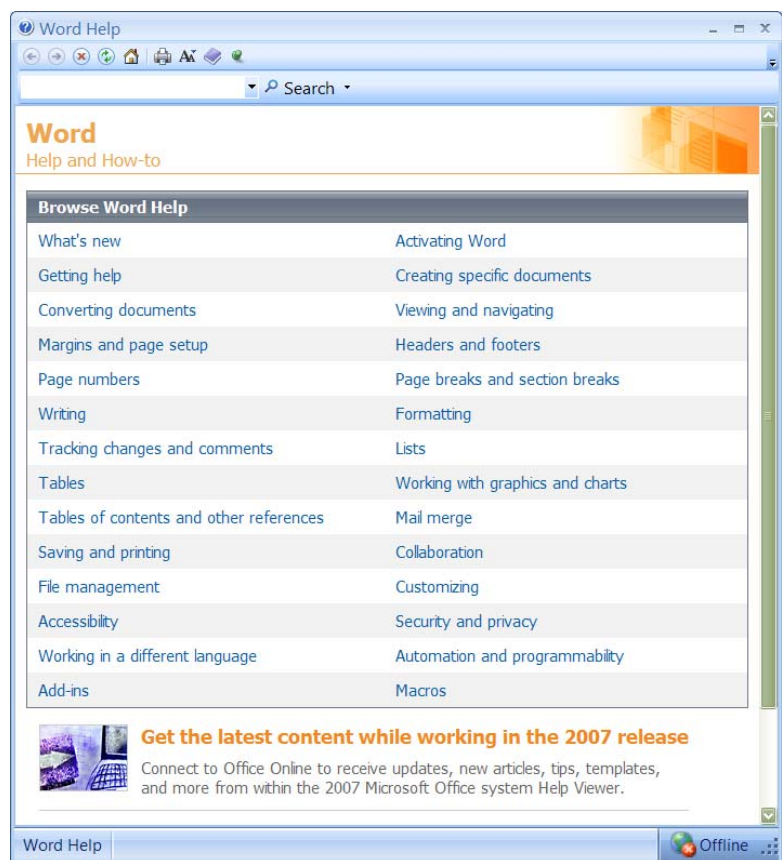 Word Help
Search
Word
Help and How-to
Browse Word Help
What's new Activating Word
Getting help Creating specific documents
Converting documents Viewing and navigating
Margins and page setup Headers and footers
Page numbers Page breaks and section breaks
Writing Formatting
Tracking changes and comments Lists
Tables Working with graphics and charts
Tables of contents and other references Mail merge
Saving and printing Collaboration
File management Customizing
Accessibility Security and privacy
Working in a different language Automation and programmability
Add-ins Macros
Get the latest content while working in the 2007 release
Connect to Office Online to receive updates, new articles, tips, templates,
and more from within the 2007 Microsoft Office system Help Viewer.
Word Help Offline